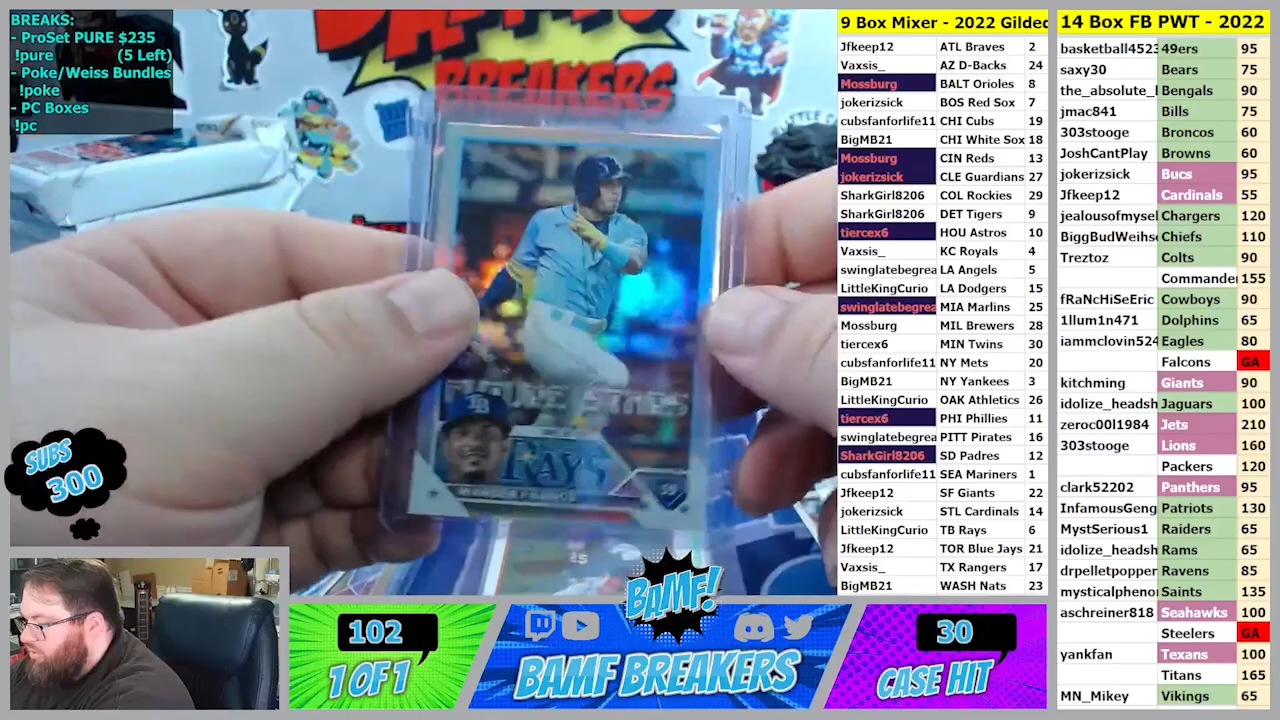 BREAKS:
- ProSet PURE $235
!pure (5 Left)
- Poke/Weiss Bundles
!poke
- PC Boxes
!pc
BREAKERS
RAYS
SUBS
300
9 Box Mixer - 2022 Gilded
Jfkeep12 ATL Braves 2
Vaxsis_ AZ D-Backs 24
Mossburg BALT Orioles 8
jokerizsick BOS Red Sox 7
cubsfanforlife11 CHI Cubs 19
BigMB21 CHI White Sox 18
Mossburg CIN Reds 13
jokerizsick CLE Guardians 27
SharkGirl8206 COL Rockies 29
SharkGirl8206 DET Tigers 9
tiercex6 HOU Astros 10
Vaxsis_ KC Royals 4
swinglatebegrea LA Angels 5
LittleKingCurio LA Dodgers 15
swinglatebegrea MIA Marlins 25
Mossburg MIL Brewers 28
tiercex6 MIN Twins 30
cubsfanforlife11 NY Mets 20
BigMB21 NY Yankees 3
LittleKingCurio OAK Athletics 26
tiercex6 PHI Phillies 11
swinglatebegrea PITT Pirates 16
SharkGirl8206 SD Padres 12
cubsfanforlife11 SEA Mariners 1
Jfkeep12 SF Giants 22
jokerizsick STL Cardinals 14
LittleKingCurio TB Rays 6
Jfkeep12 TOR Blue Jays 21
Vaxsis_ TX Rangers 17
BigMB21 WASH Nats 23
14 Box FB PWT - 2022
basketball4523 49ers 95
saxy30 Bears 75
the_absolute_l Bengals 90
jmac841 Bills 75
303stooge Broncos 60
JoshCantPlay Browns 60
jokerizsick Bucs 95
Jfkeep12 Cardinals 55
jealousofmysel Chargers 120
BiggBudWeihs Chiefs 110
Treztoz Colts 90
Commander 155
fRaNcHiSeEric Cowboys 90
1llum1n471 Dolphins 65
iammclovin524 Eagles 80
Falcons GA
kitchming Giants 90
idolize_headsh Jaguars 100
zeroc00l1984 Jets 210
303stooge Lions 160
Packers 120
clark52202 Panthers 95
InfamousGeng Patriots 130
MystSerious1 Raiders 65
idolize_headsh Rams 65
drpelletpopper Ravens 85
mysticalpheno Saints 135
aschreiner818 Seahawks 100
Steelers GA
yankfan Texans 100
Titans 165
MN_Mikey Vikings 65
102
1 OF 1
BAMF!
BAMF BREAKERS
30
CASE HIT